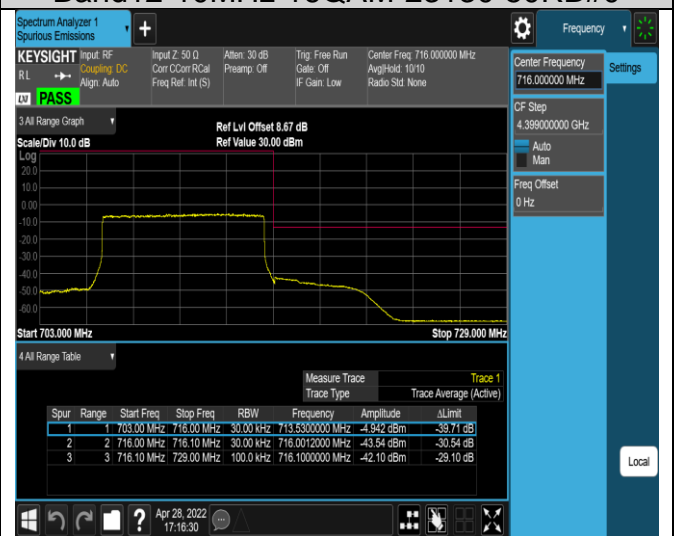 Spectrum Analyzer 1
Spurious Emissions
Frequency
KEYSIGHT
RL
Input: RF
Coupling: DC
Align: Auto
Input Z: 50 Ω
Corr CCorr RCal
Freq Ref: Int (S)
Atten: 30 dB
Preamp: Off
Trig: Free Run
Gate: Off
IF Gain: Low
Center Freq: 716.000000 MHz
Avg|Hold: 10/10
Radio Std: None
PASS
Center Frequency
716.000000 MHz
Settings
CF Step
4.399000000 GHz
Auto
Man
Freq Offset
0 Hz
3 All Range Graph
Scale/Div 10.0 dB
Ref Lvl Offset 8.67 dB
Ref Value 30.00 dBm
Log
20.0
10.0
0.00
-10.0
-20.0
-30.0
-40.0
-50.0
-60.0
Start 703.000 MHz
Stop 729.000 MHz
4 All Range Table
Measure Trace Trace 1
Trace Type Trace Average (Active)
Spur Range Start Freq Stop Freq RBW Frequency Amplitude ΔLimit
1 1 703.00 MHz 716.00 MHz 30.00 kHz 713.5300000 MHz -4.942 dBm -39.71 dB
2 2 716.00 MHz 716.10 MHz 30.00 kHz 716.0012000 MHz -43.54 dBm -30.54 dB
3 3 716.10 MHz 729.00 MHz 100.0 kHz 716.1000000 MHz -42.10 dBm -29.10 dB
Local
?
Apr 28, 2022
17:16:30